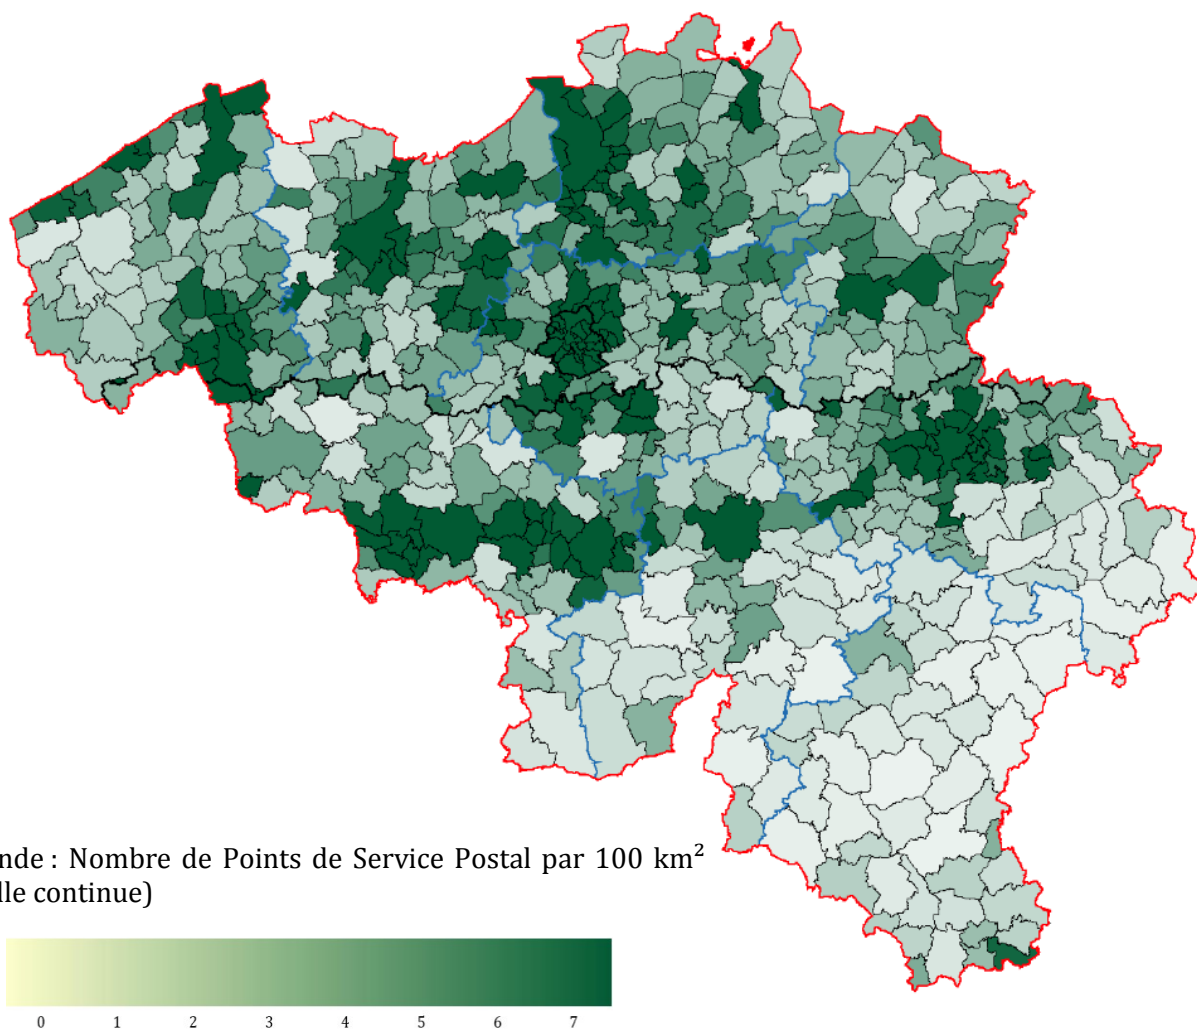 nde : Nombre de Points de Service Postal par 100 km²
lle continue)
0 1 2 3 4 5 6 7